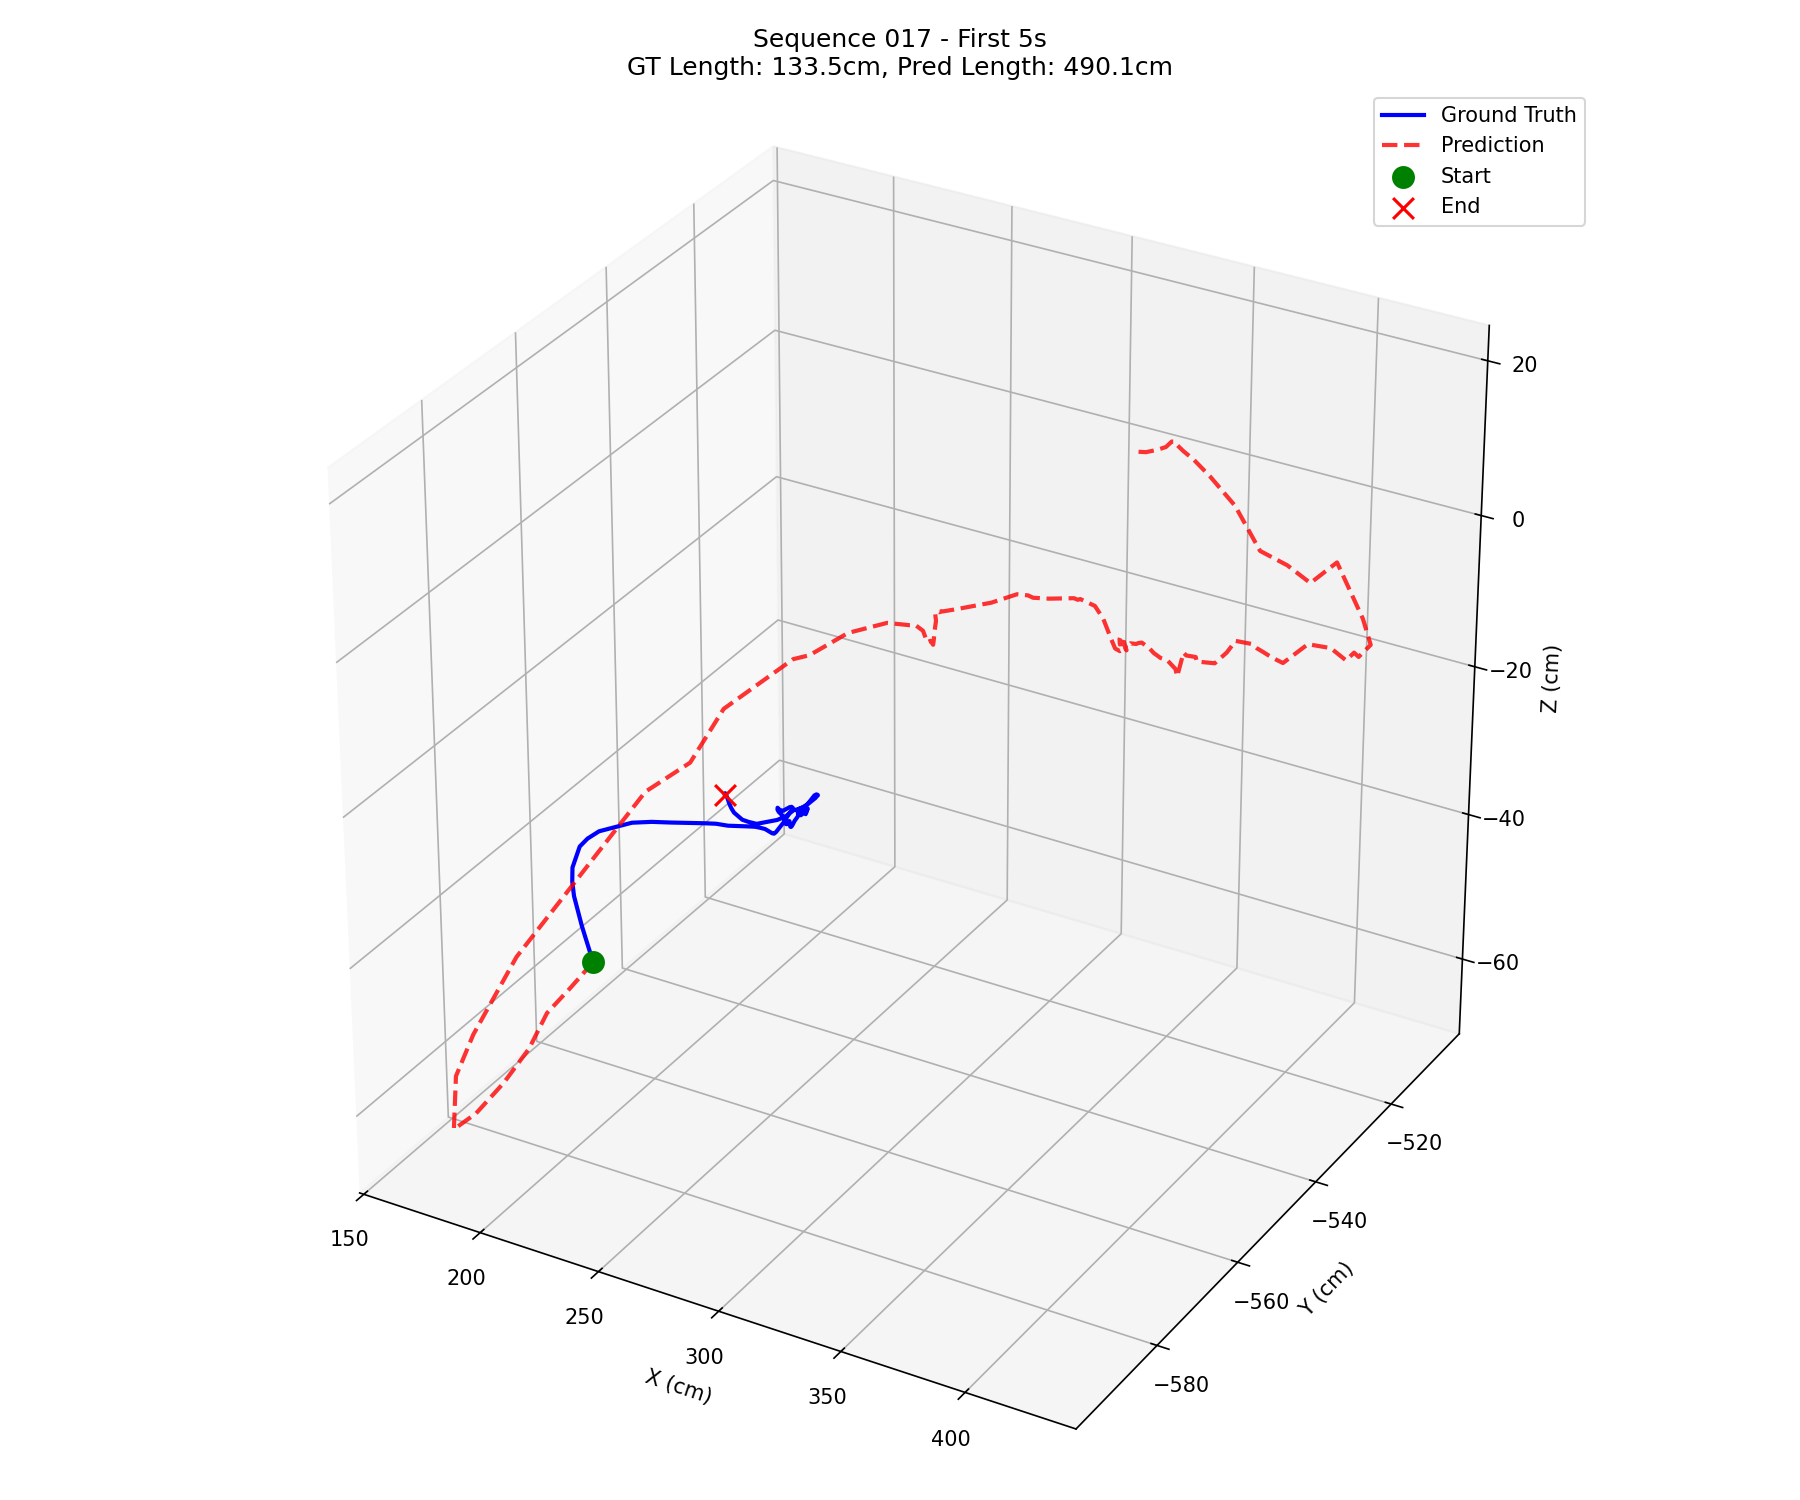 Sequence 017 - First 5s
GT Length: 133.5cm, Pred Length: 490.1cm
Ground Truth
Prediction
Start
End
20
0
−20
−40
−60
Z (cm)
−520
−540
−560
−580
Y (cm)
150
200
250
300
350
400
X (cm)